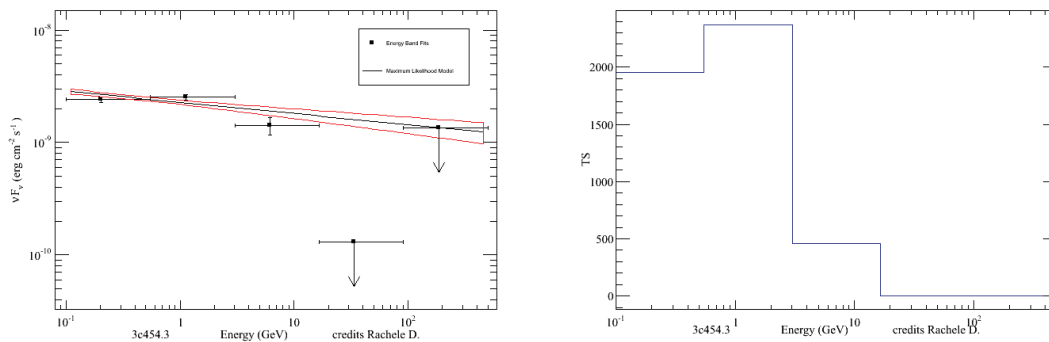 10⁻⁸
10⁻⁹
10⁻¹⁰
νFᵥ (erg cm⁻² s⁻¹)
Energy Band Fits
Maximum Likelihood Model
10⁻¹
1
10
10²
3c454.3
Energy (GeV)
credits Rachele D.
2000
1500
1000
500
0
TS
10⁻¹
1
10
10²
3c454.3
Energy (GeV)
credits Rachele D.